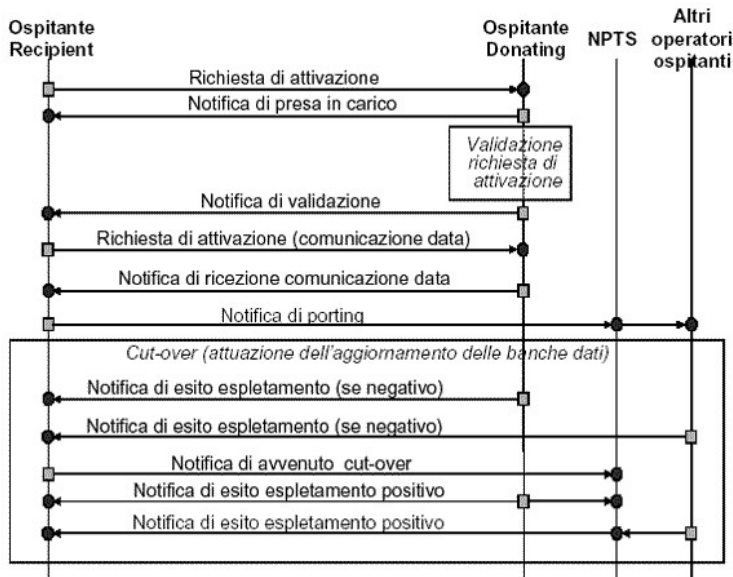 Ospitante
Recipient
Ospitante
Donating
NPTS
Altri
operatori
ospitanti
Richiesta di attivazione
Notifica di presa in carico
Validazione
richiesta di
attivazione
Notifica di validazione
Richiesta di attivazione (comunicazione data)
Notifica di ricezione comunicazione data
Notifica di porting
Cut-over (attuazione dell'aggiornamento delle banche dati)
Notifica di esito espletamento (se negativo)
Notifica di esito espletamento (se negativo)
Notifica di avvenuto cut-over
Notifica di esito espletamento positivo
Notifica di esito espletamento positivo